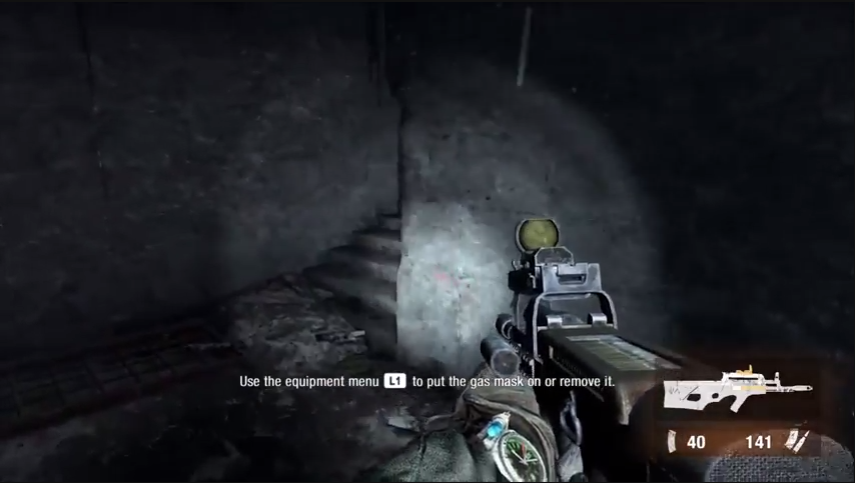 Use the equipment menu L1 to put the gas mask on or remove it.
40 141